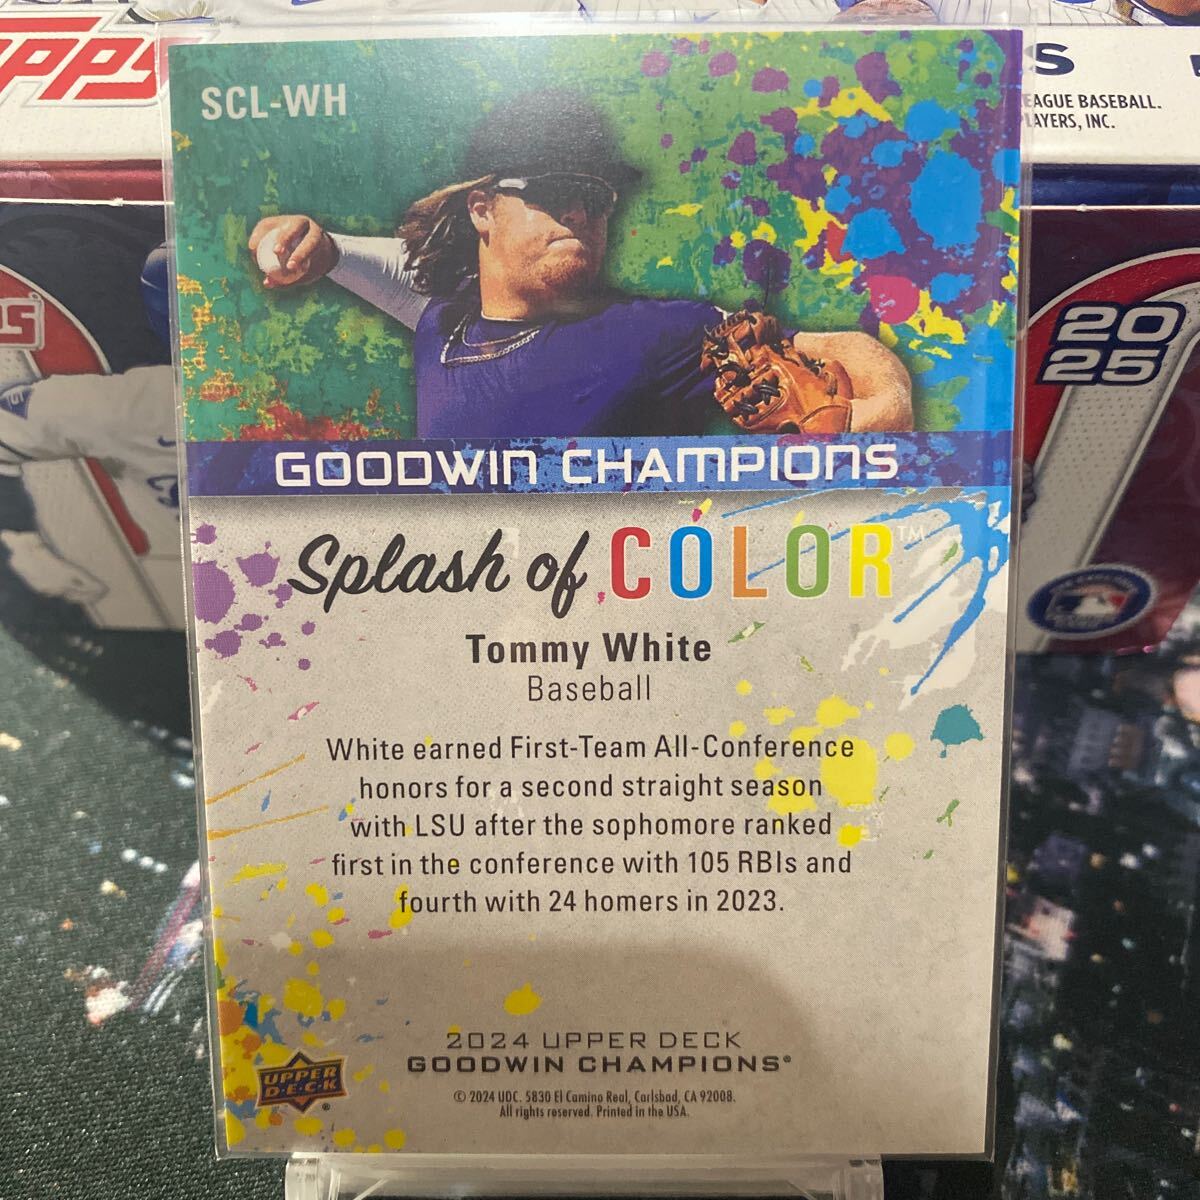 S
EAGUE BASEBALL.
LAYERS, INC.
20
25
SCL-WH
GOODWIN CHAMPIONS
Splash of COLOR™
Tommy White
Baseball
White earned First-Team All-Conference
honors for a second straight season
with LSU after the sophomore ranked
first in the conference with 105 RBIs and
fourth with 24 homers in 2023.
2024 UPPER DECK
GOODWIN CHAMPIONS®
UPPER
D·E·C·K
®
© 2024 UDC. 5830 El Camino Real, Carlsbad, CA 92008.
All rights reserved. Printed in the USA.